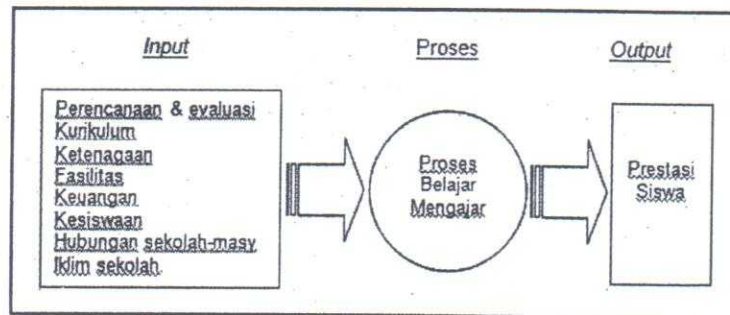 Input Proses Output
Perencanaan & evaluasi
Kurikulum
Ketenagaan
Fasilitas
Keuangan
Kesiswaan
Hubungan sekolah-masy
Iklim sekolah
Proses
Belajar
Mengajar
Prestasi
Siswa